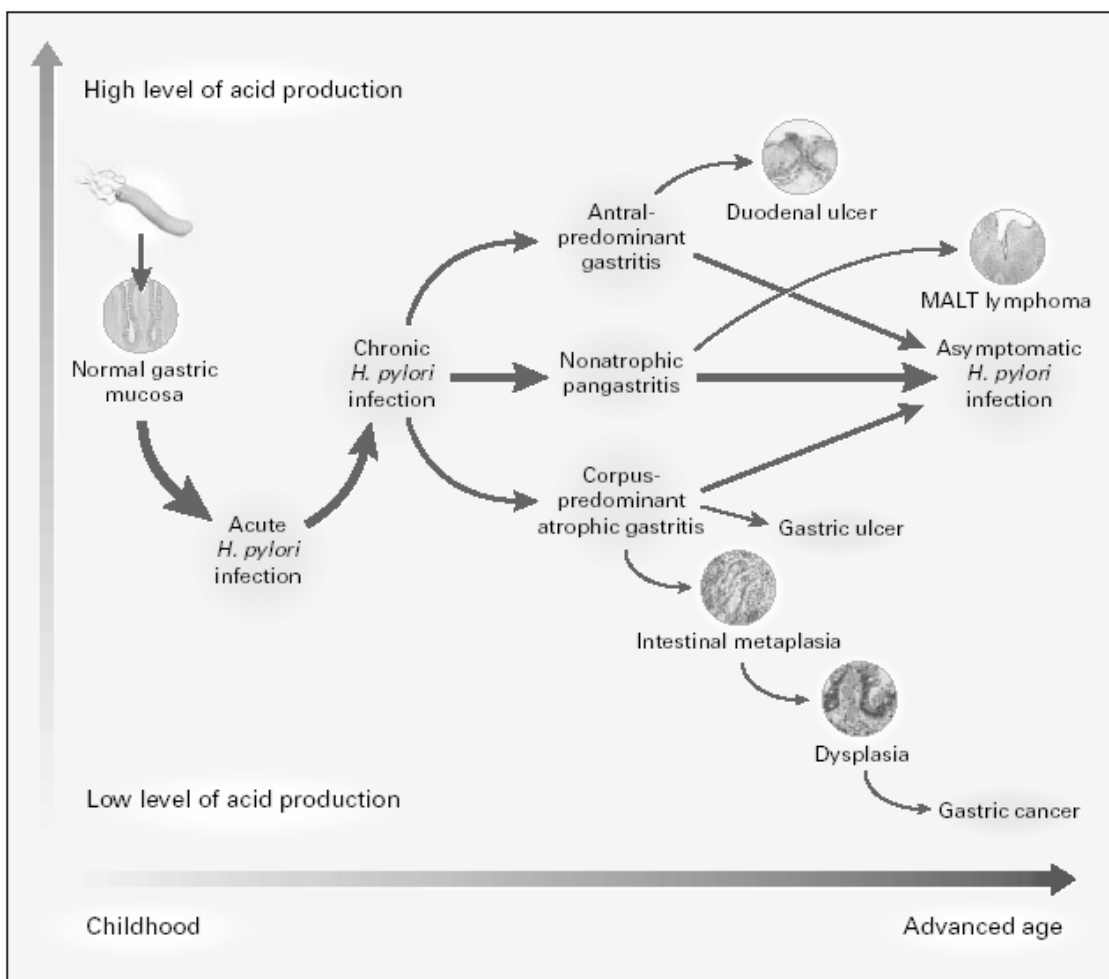 High level of acid production
Duodenal ulcer
Antral-
predominant
gastritis
MALT lymphoma
Normal gastric
mucosa
Chronic
H. pylori
infection
Nonatrophic
pangastritis
Asymptomatic
H. pylori
infection
Acute
H. pylori
infection
Corpus-
predominant
atrophic gastritis
Gastric ulcer
Intestinal metaplasia
Dysplasia
Low level of acid production
Gastric cancer
Childhood
Advanced age